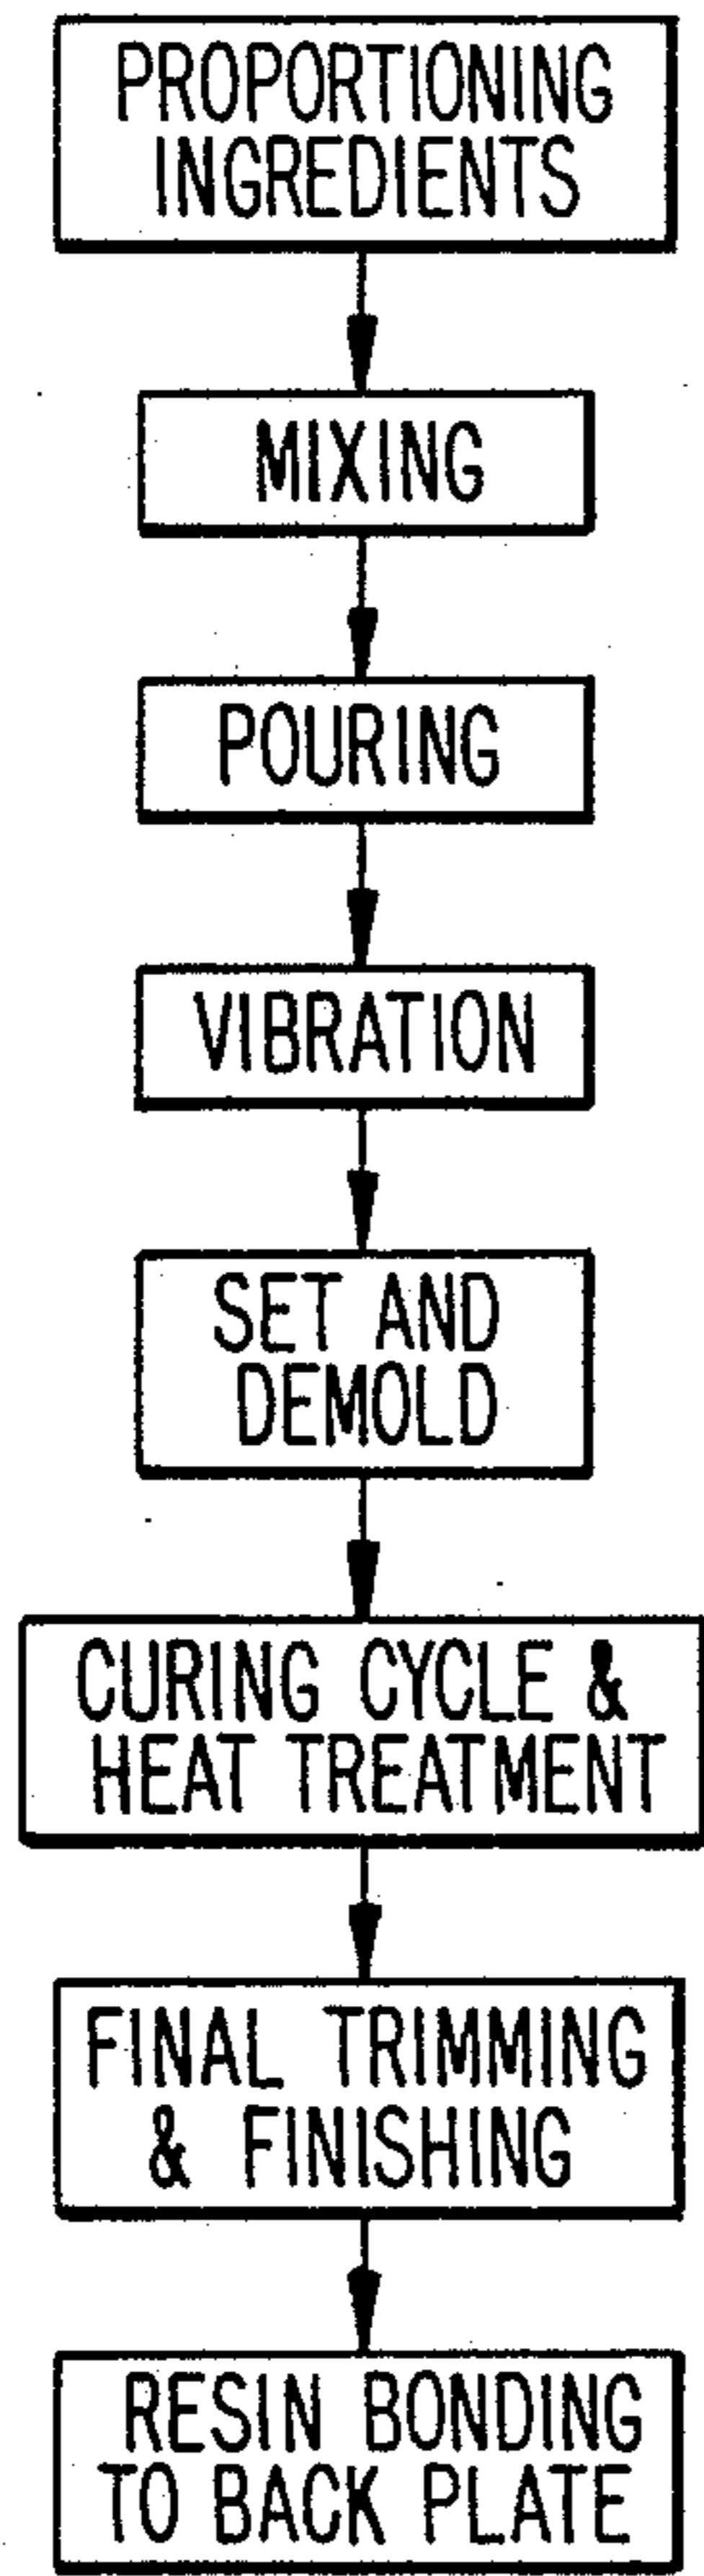 PROPORTIONING
INGREDIENTS
MIXING
POURING
VIBRATION
SET AND
DEMOLD
CURING CYCLE &
HEAT TREATMENT
FINAL TRIMMING
& FINISHING
RESIN BONDING
TO BACK PLATE